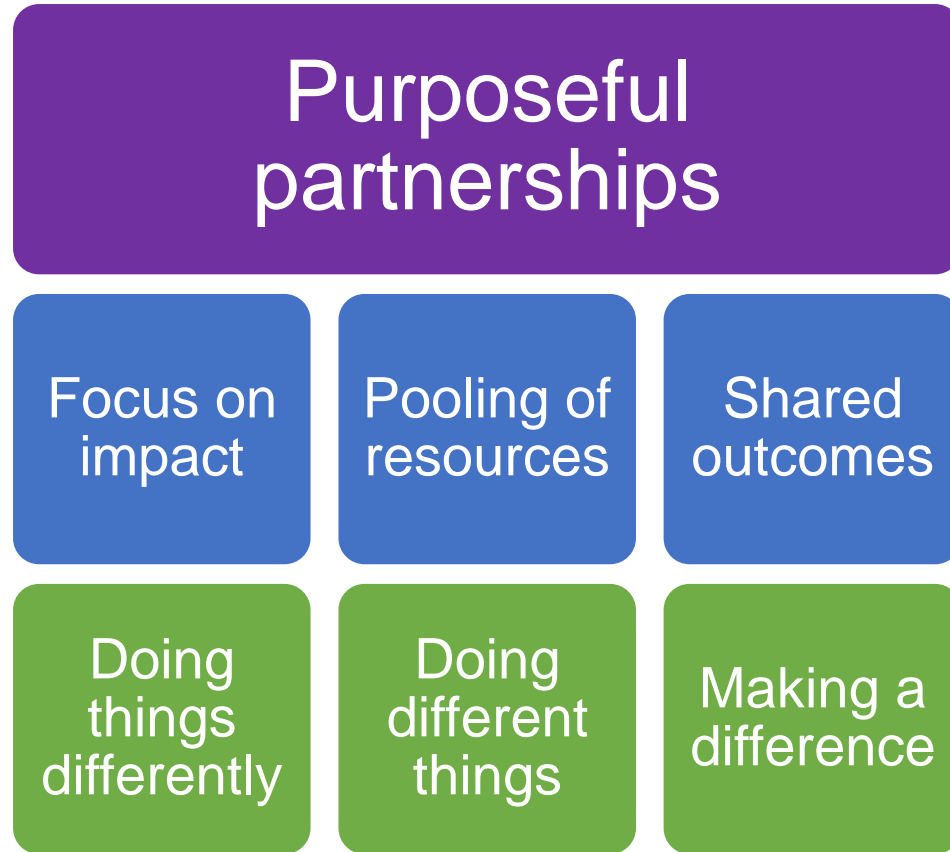 Purposeful
partnerships
Focus on
impact
Pooling of
resources
Shared
outcomes
Doing
things
differently
Doing
different
things
Making a
difference